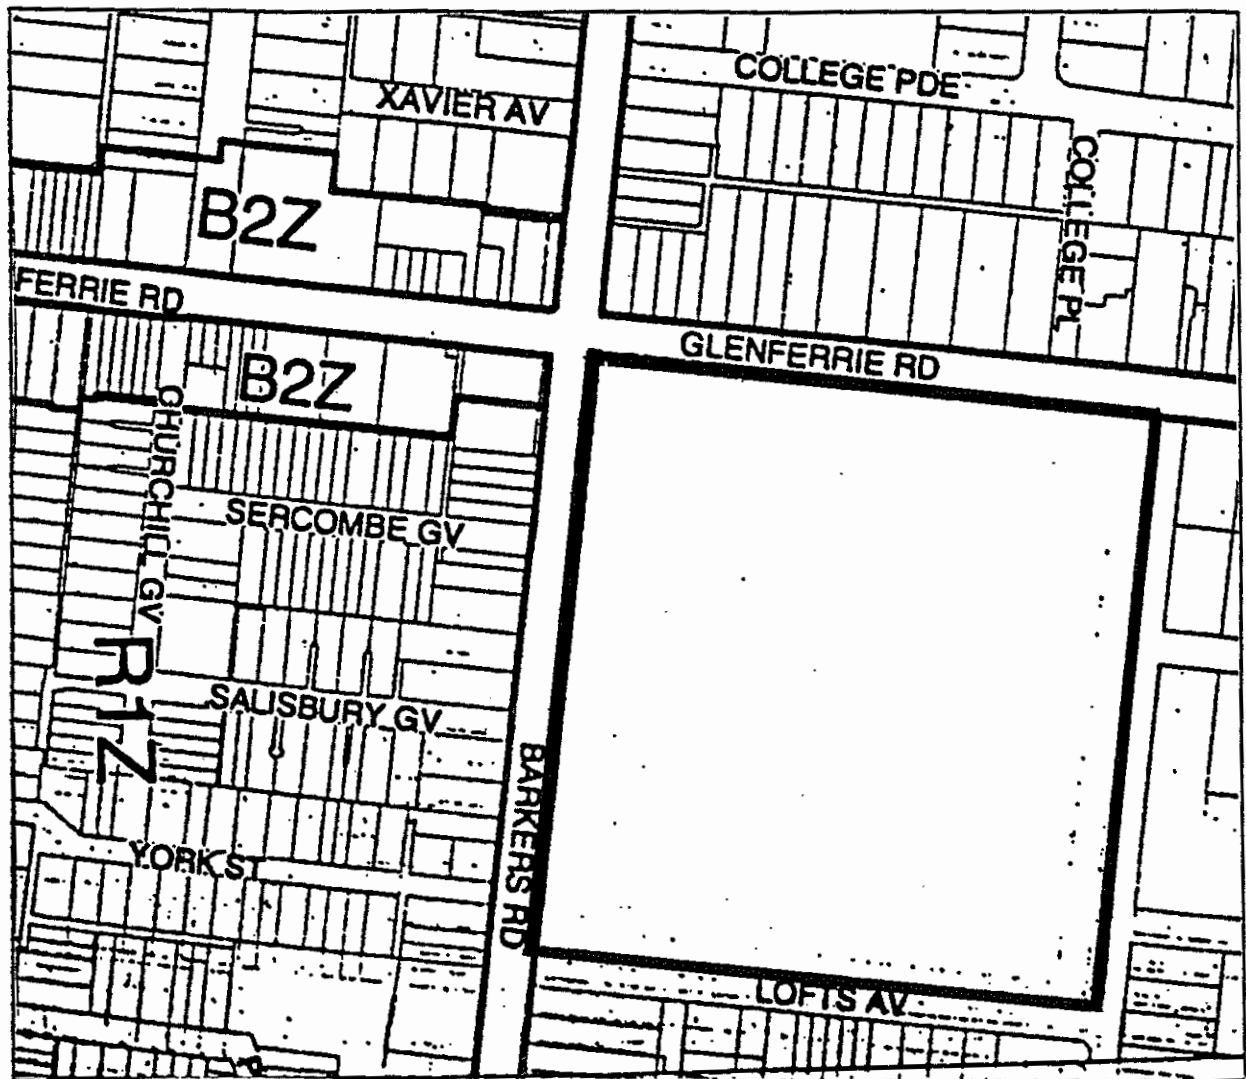 COLLEGE PDE
XAVIER AV
COLLEGE PL
B2Z
FERRIE RD
GLENFERRIE RD
B2Z
CHURCHILL GV
SERCOMBE GV
R1Z
SALISBURY GV
BARKERS RD
YORK ST
LOFTS AV